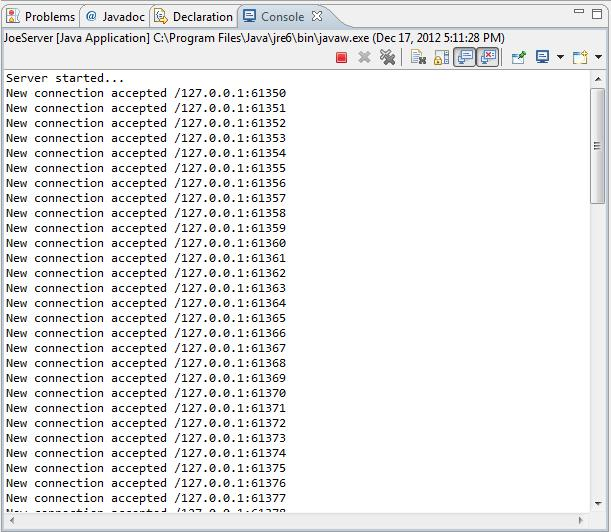 Problems @ Javadoc Declaration Console
JoeServer [Java Application] C:\Program Files\Java\jre6\bin\javaw.exe (Dec 17, 2012 5:11:28 PM)
Server started...
New connection accepted /127.0.0.1:61350
New connection accepted /127.0.0.1:61351
New connection accepted /127.0.0.1:61352
New connection accepted /127.0.0.1:61353
New connection accepted /127.0.0.1:61354
New connection accepted /127.0.0.1:61355
New connection accepted /127.0.0.1:61356
New connection accepted /127.0.0.1:61357
New connection accepted /127.0.0.1:61358
New connection accepted /127.0.0.1:61359
New connection accepted /127.0.0.1:61360
New connection accepted /127.0.0.1:61361
New connection accepted /127.0.0.1:61362
New connection accepted /127.0.0.1:61363
New connection accepted /127.0.0.1:61364
New connection accepted /127.0.0.1:61365
New connection accepted /127.0.0.1:61366
New connection accepted /127.0.0.1:61367
New connection accepted /127.0.0.1:61368
New connection accepted /127.0.0.1:61369
New connection accepted /127.0.0.1:61370
New connection accepted /127.0.0.1:61371
New connection accepted /127.0.0.1:61372
New connection accepted /127.0.0.1:61373
New connection accepted /127.0.0.1:61374
New connection accepted /127.0.0.1:61375
New connection accepted /127.0.0.1:61376
New connection accepted /127.0.0.1:61377
New connection accepted /127.0.0.1:61378